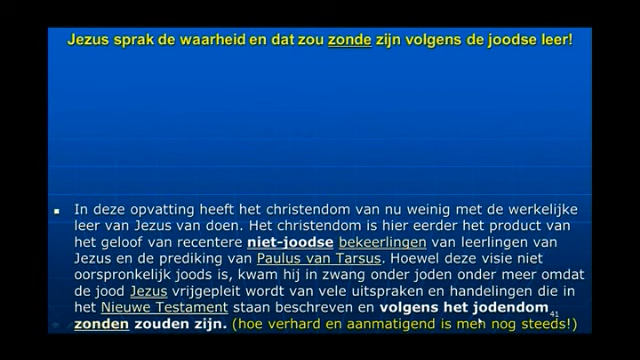 Jezus sprak de waarheid en dat zou zonde zijn volgens de joodse leer!
In deze opvatting heeft het christendom van nu weinig met de werkelijke
leer van Jezus van doen. Het christendom is hier eerder het product van
het geloof van recentere niet-joodse bekeerlingen van leerlingen van
Jezus en de prediking van Paulus van Tarsus. Hoewel deze visie niet
oorspronkelijk joods is, kwam hij in zwang onder joden onder meer omdat
de jood Jezus vrijgepleit wordt van vele uitspraken en handelingen die in
het Nieuwe Testament staan beschreven en volgens het jodendom
zonden zouden zijn. (hoe verhard en aanmatigend is men nog steeds!)
41